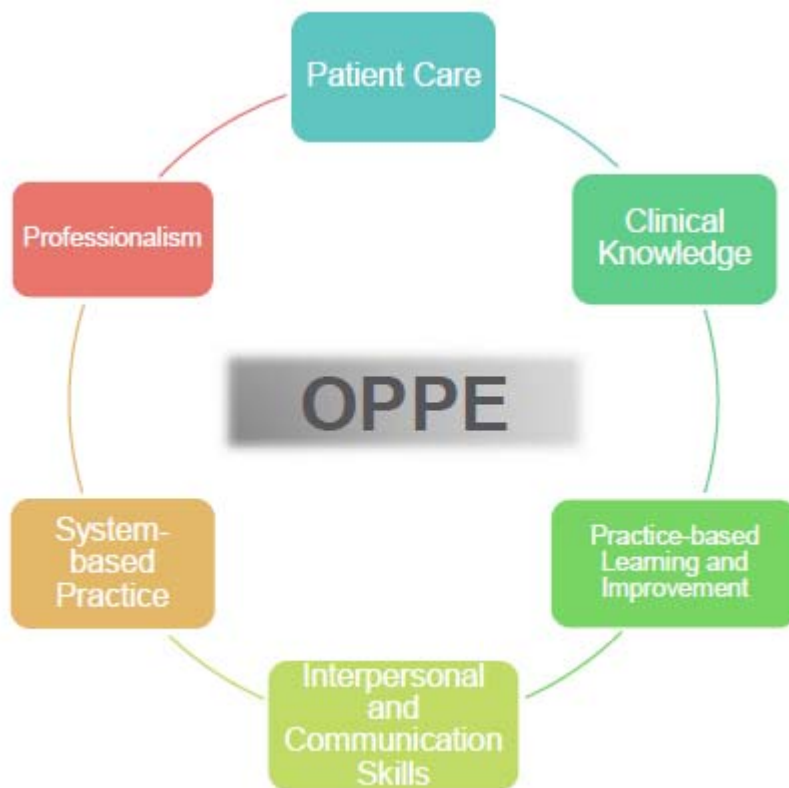 Patient Care
Clinical
Knowledge
Practice-based
Learning and
Improvement
Interpersonal
and
Communication
Skills
System-
based
Practice
Professionalism
OPPE